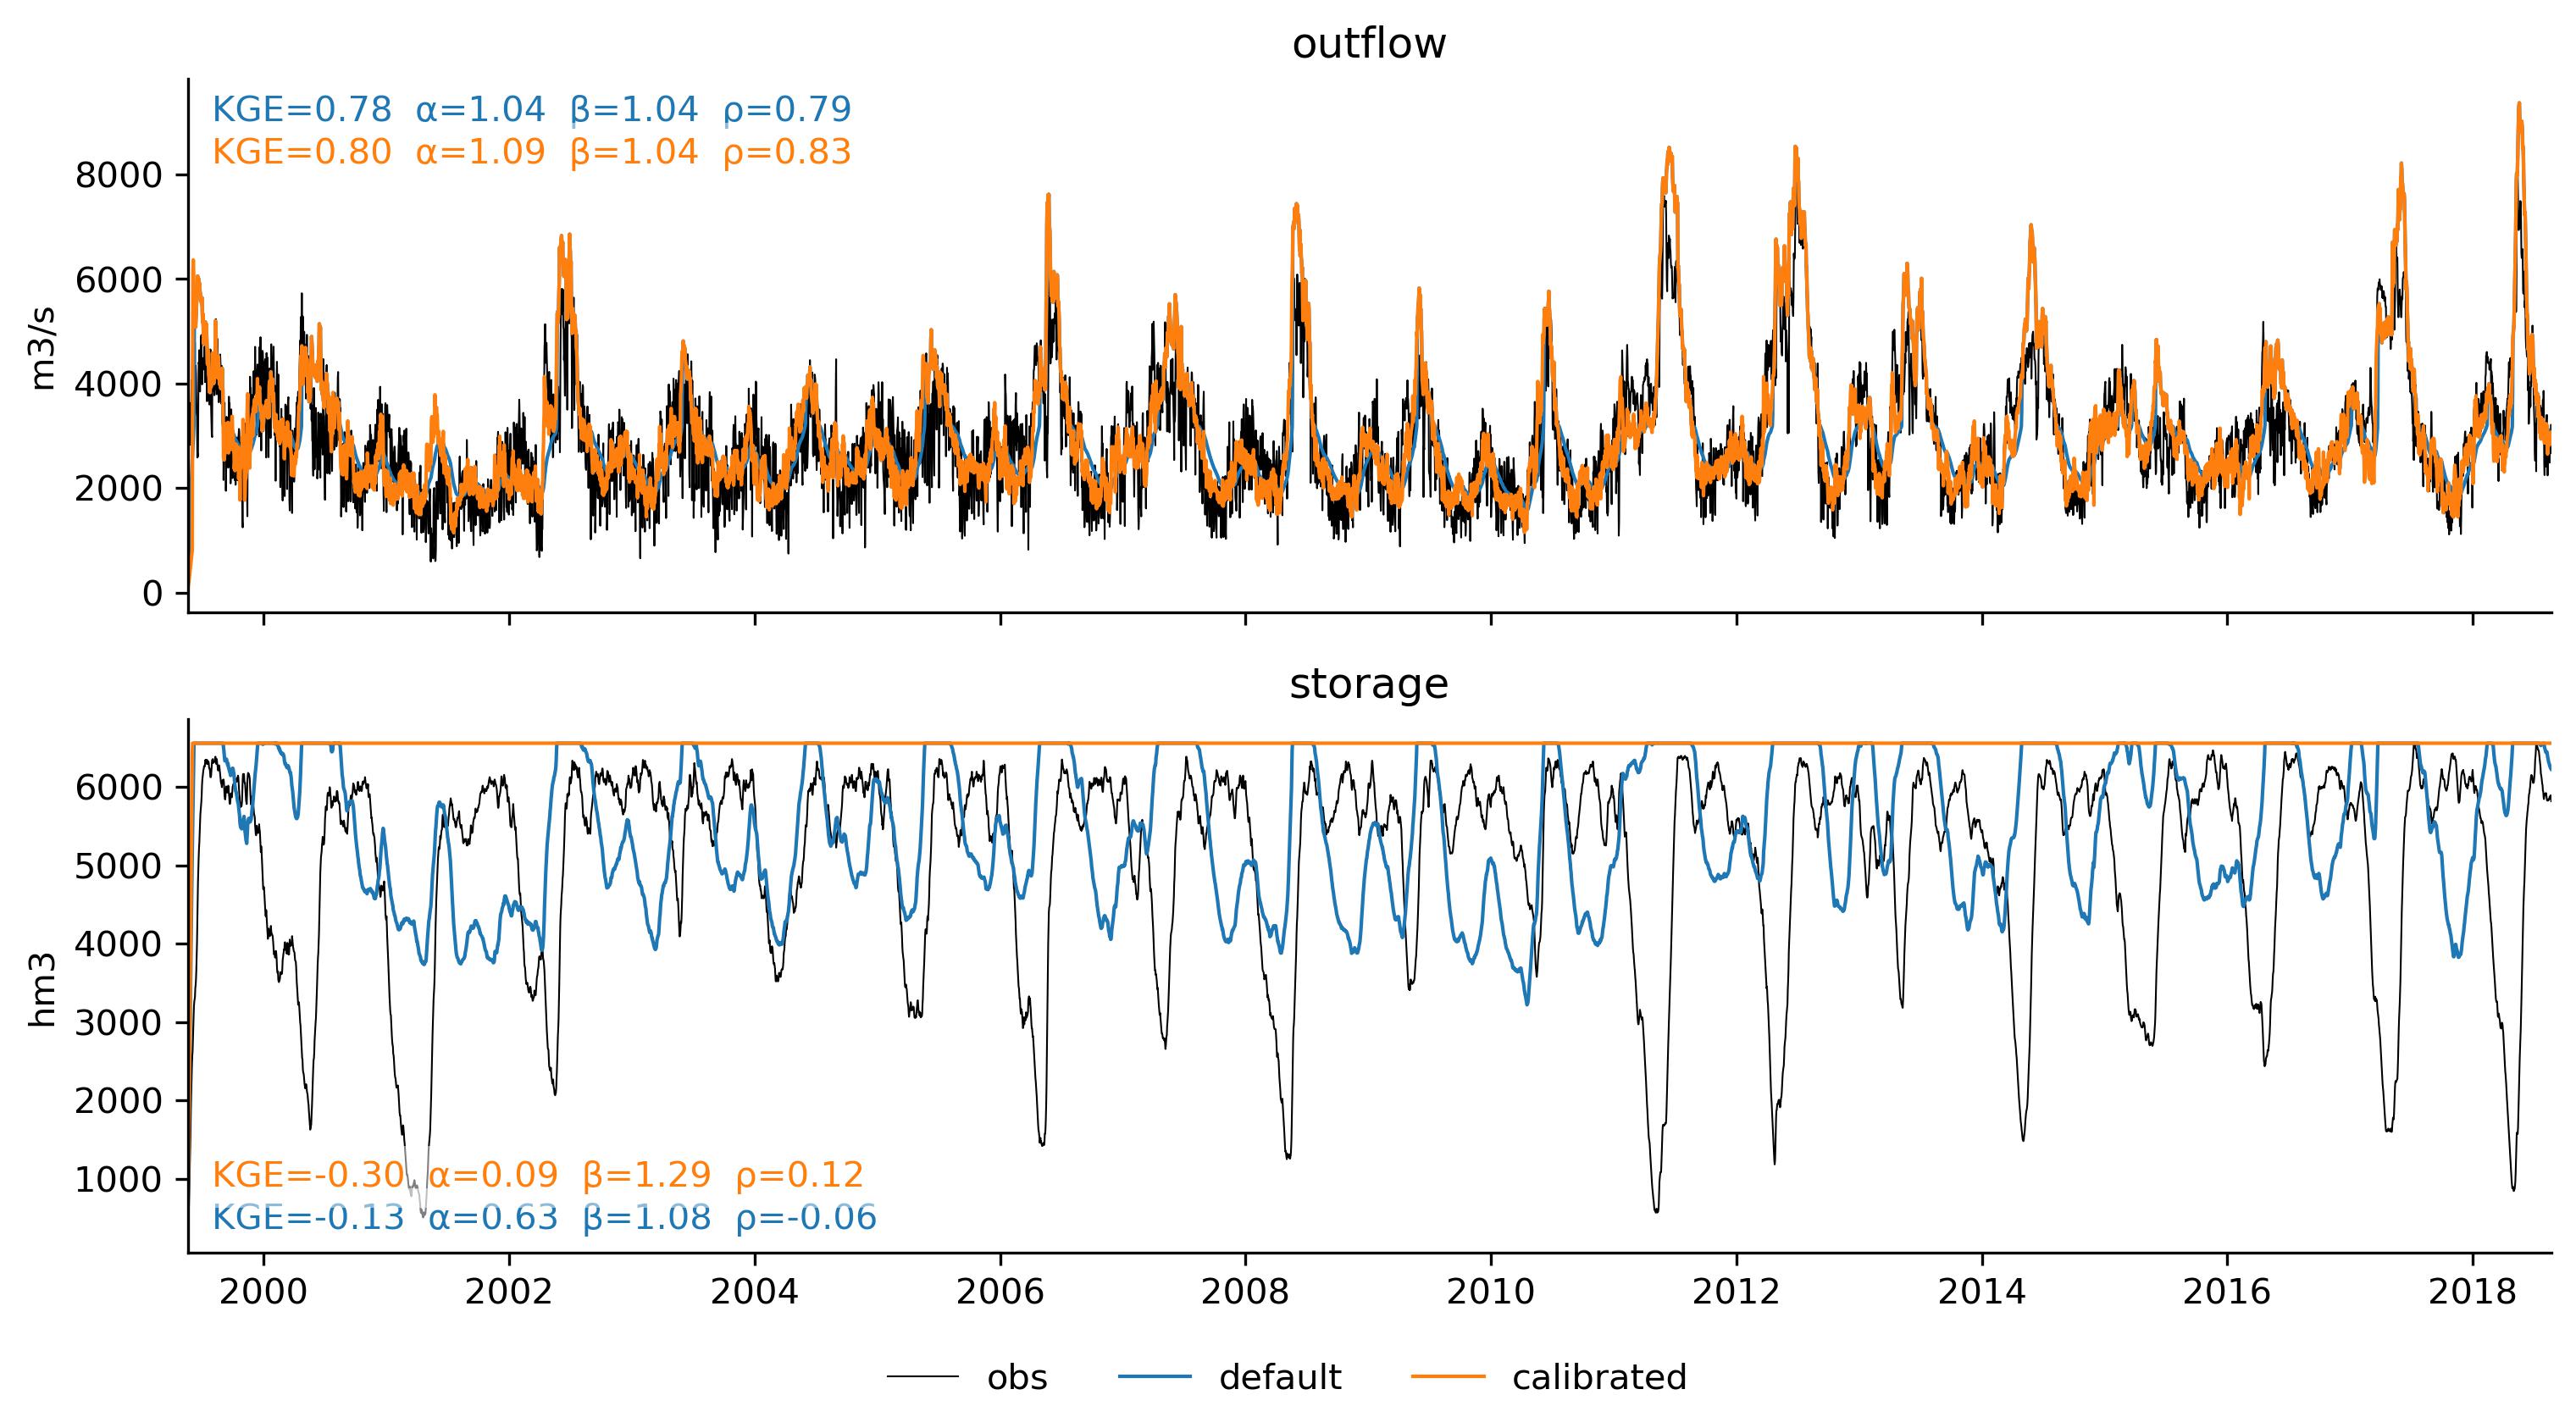 outflow
KGE=0.78 α=1.04 β=1.04 ρ=0.79
KGE=0.80 α=1.09 β=1.04 ρ=0.83
m3/s
8000
6000
4000
2000
0
storage
hm3
6000
5000
4000
3000
2000
1000
KGE=-0.30 α=0.09 β=1.29 ρ=0.12
KGE=-0.13 α=0.63 β=1.08 ρ=-0.06
2000 2002 2004 2006 2008 2010 2012 2014 2016 2018
obs default calibrated